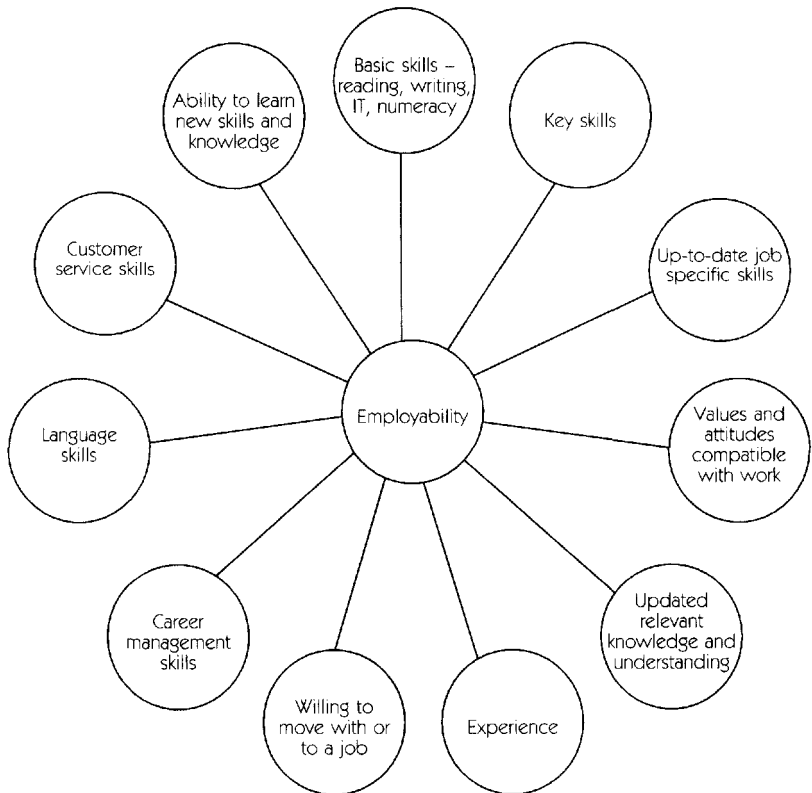 Basic skills –
reading, writing,
IT, numeracy
Key skills
Up-to-date job
specific skills
Values and
attitudes
compatible
with work
Updated
relevant
knowledge and
understanding
Experience
Willing to
move with or
to a job
Career
management
skills
Language
skills
Customer
service skills
Ability to learn
new skills and
knowledge
Employability